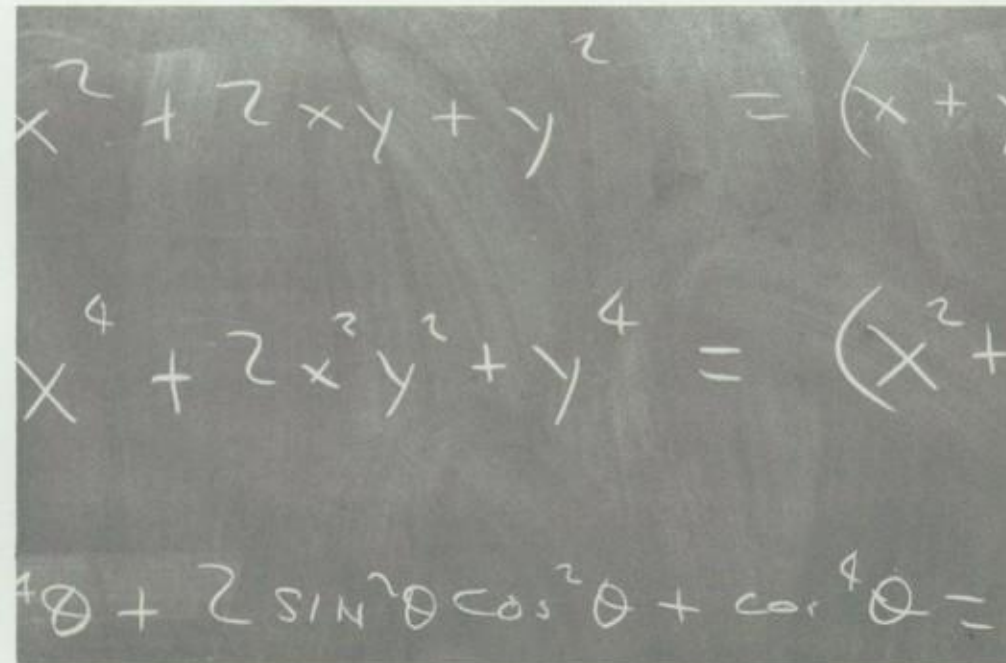 x² + 2xy + y² = (x + y
x⁴ + 2x²y² + y⁴ = (x² +
⁴θ + 2 SIN²θ cos²θ + cos⁴θ =